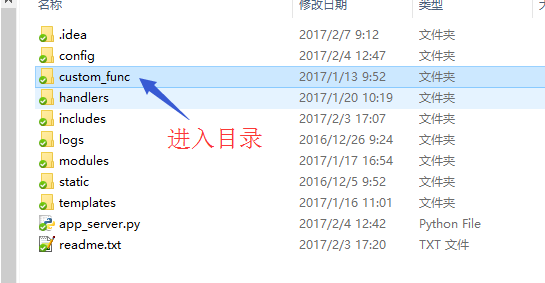 修改日期 类型
.idea 2017/2/7 9:12 文件夹
config 2017/2/4 12:47 文件夹
custom_func 2017/1/13 9:52 文件夹
handlers 2017/1/20 10:19 文件夹
includes 2017/2/3 17:07 文件夹
进入目录
logs 2016/12/26 9:24 文件夹
modules 2017/1/17 16:54 文件夹
static 2016/12/5 9:52 文件夹
templates 2017/1/16 11:01 文件夹
app_server.py 2017/2/4 12:42 Python File
readme.txt 2017/2/3 17:20 TXT 文件